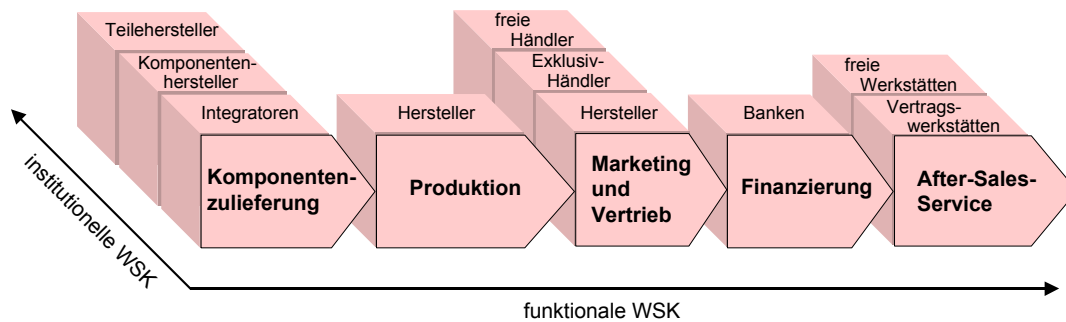 Teilehersteller
Komponenten-
hersteller
Integratoren
Komponenten-
zulieferung
Hersteller
Produktion
freie
Händler
Exklusiv-
Händler
Hersteller
Marketing
und
Vertrieb
Banken
Finanzierung
freie
Werkstätten
Vertrags-
werkstätten
After-Sales-
Service
institutionelle WSK
funktionale WSK